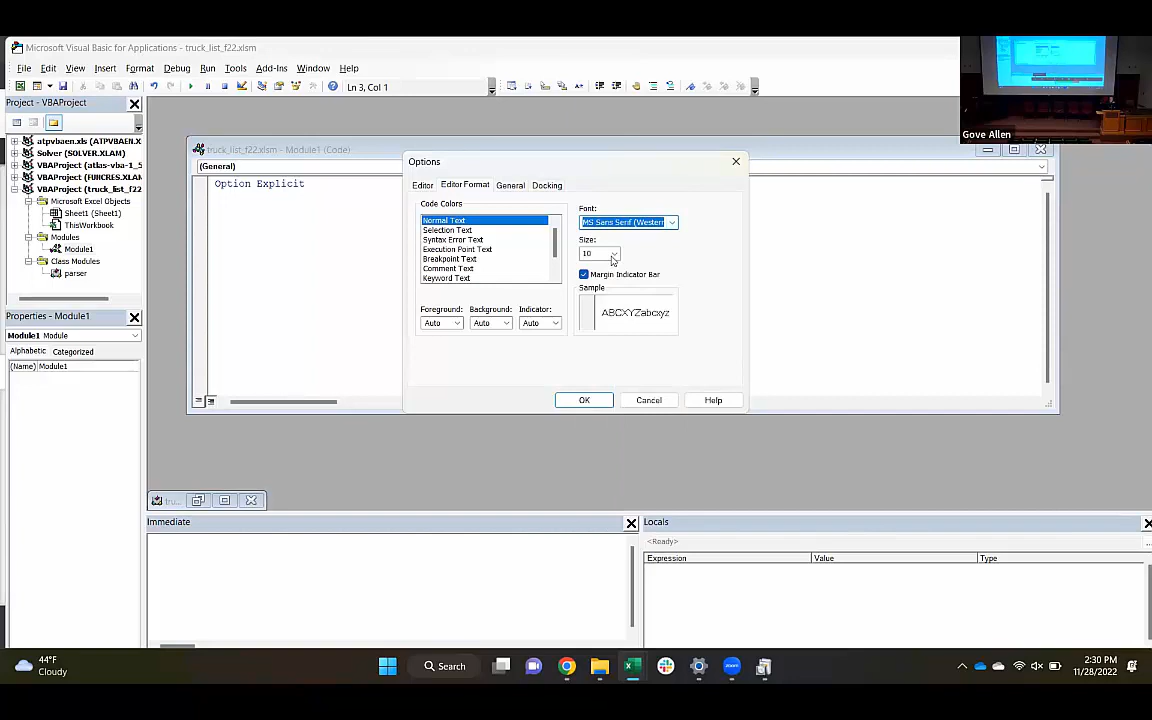 Microsoft Visual Basic for Applications - truck_list_f22.xlsm
File Edit View Insert Format Debug Run Tools Add-Ins Window Help
Ln 3, Col 1
Gove Allen
Project - VBAProject
atpvbaen.xls (ATPVBAEN.X
Solver (SOLVER.XLAM)
VBAProject (atlas-vba-1_5
VBAProject (FUNCRES.XLAM
VBAProject (truck_list_f22
Microsoft Excel Objects
Sheet1 (Sheet1)
ThisWorkbook
Modules
Module1
Class Modules
parser
Properties - Module1
Module1 Module
Alphabetic Categorized
(Name) Module1
truck_list_f22.xlsm - Module1 (Code)
(General)
Option Explicit
Options
Editor Editor Format General Docking
Code Colors
Normal Text
Selection Text
Syntax Error Text
Execution Point Text
Breakpoint Text
Comment Text
Keyword Text
Foreground: Background: Indicator:
Auto Auto Auto
Font:
MS Sans Serif (Western
Size:
10
Margin Indicator Bar
Sample
ABCXYZabcxyz
OK Cancel Help
tru...
Immediate
Locals
<Ready>
Expression Value Type
44°F
Cloudy
Search
2:30 PM
11/28/2022